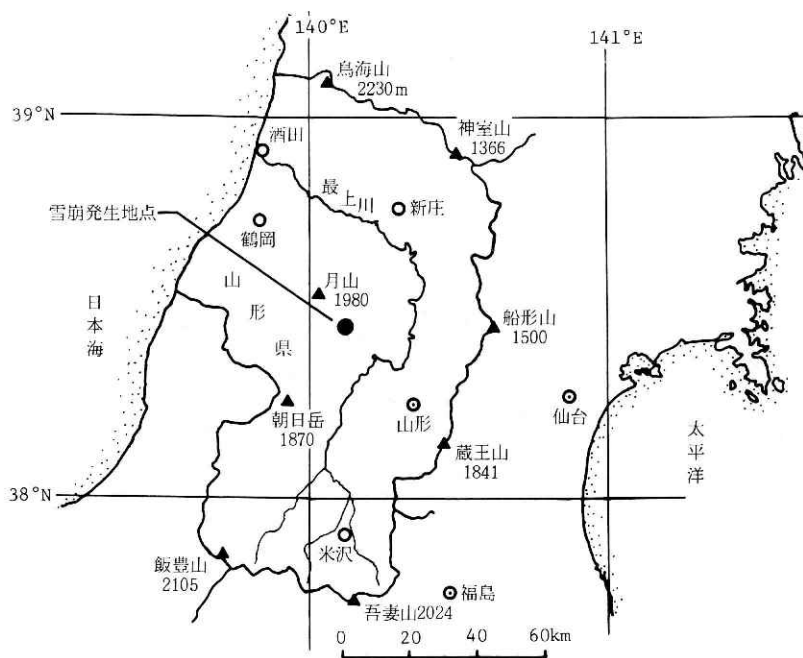 140°E
141°E
鳥海山
2230m
39°N
神室山
1366
酒田
最上川
新庄
雪崩発生地点
鶴岡
月山
1980
山形県
日本海
船形山
1500
朝日岳
1870
山形
仙台
蔵王山
1841
太平洋
38°N
米沢
飯豊山
2105
福島
吾妻山2024
0 20 40 60km